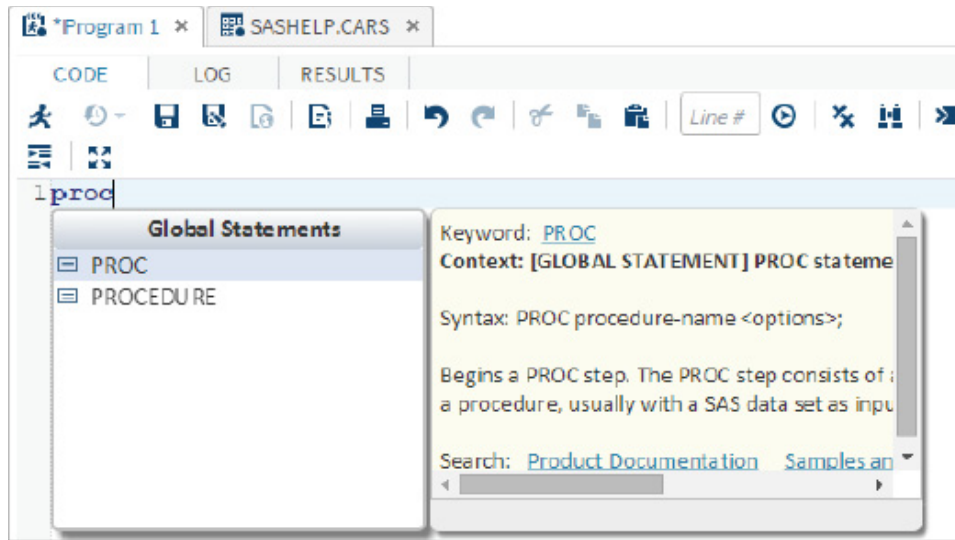 *Program 1 × SASHELP.CARS ×
CODE LOG RESULTS
Line #
1 proc
Global Statements
PROC
PROCEDURE
Keyword: PROC
Context: [GLOBAL STATEMENT] PROC stateme
Syntax: PROC procedure-name <options>;
Begins a PROC step. The PROC step consists of a
a procedure, usually with a SAS data set as inpu
Search: Product Documentation Samples an